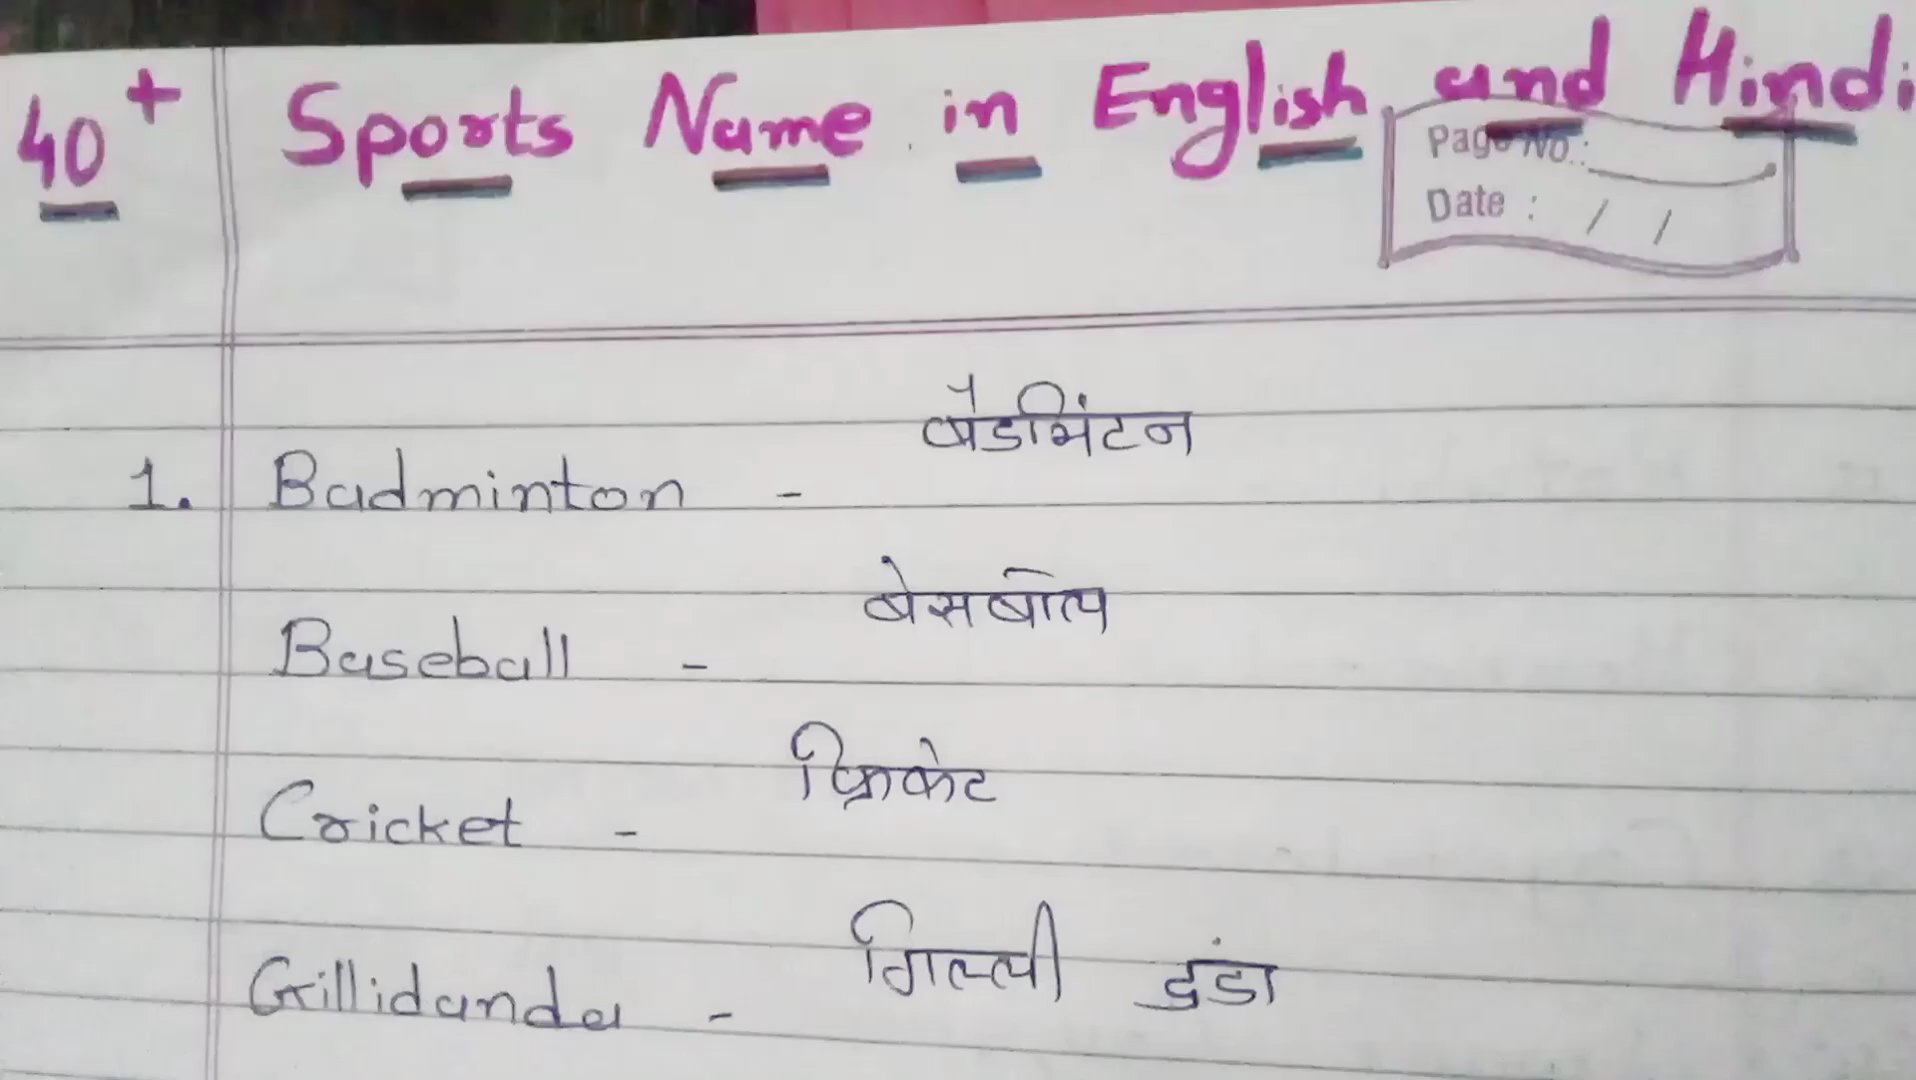 40+ Sports Name in English and Hindi
Page No.:
Date : / /
बैडमिंटन
1. Badminton -
बेसबॉल
Baseball -
क्रिकेट
Cricket -
गिल्ली डंडा
Gillidanda -